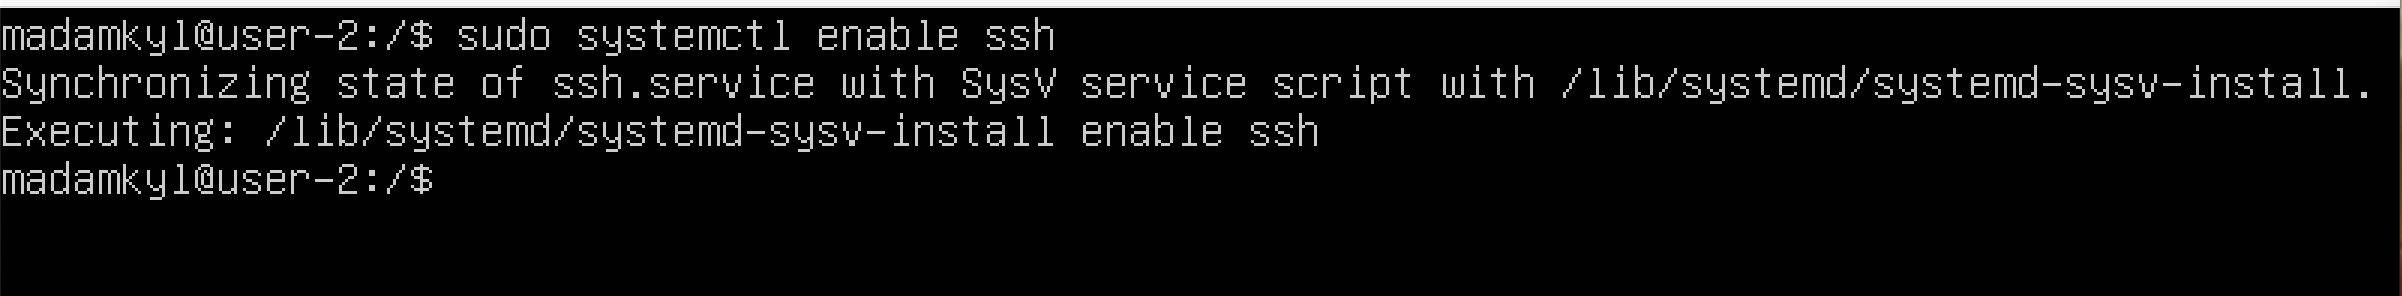 madamkyl@user-2:/$ sudo systemctl enable ssh
Synchronizing state of ssh.service with SysV service script with /lib/systemd/systemd-sysv-install.
Executing: /lib/systemd/systemd-sysv-install enable ssh
madamkyl@user-2:/$